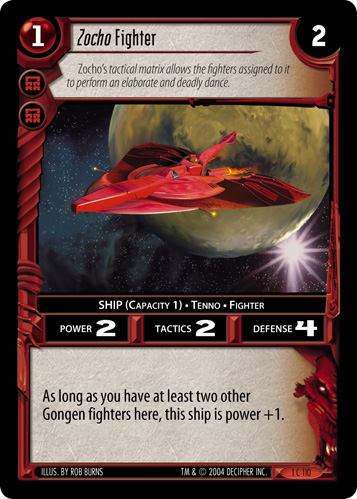 1 Zocho Fighter 2
Zocho's tactical matrix allows the fighters assigned to it
to perform an elaborate and deadly dance.
SHIP (CAPACITY 1) • TENNO • FIGHTER
POWER 2 TACTICS 2 DEFENSE 4
As long as you have at least two other
Gongen fighters here, this ship is power +1.
ILLUS. BY ROB BURNS TM & © 2004 DECIPHER INC. 1 C 110